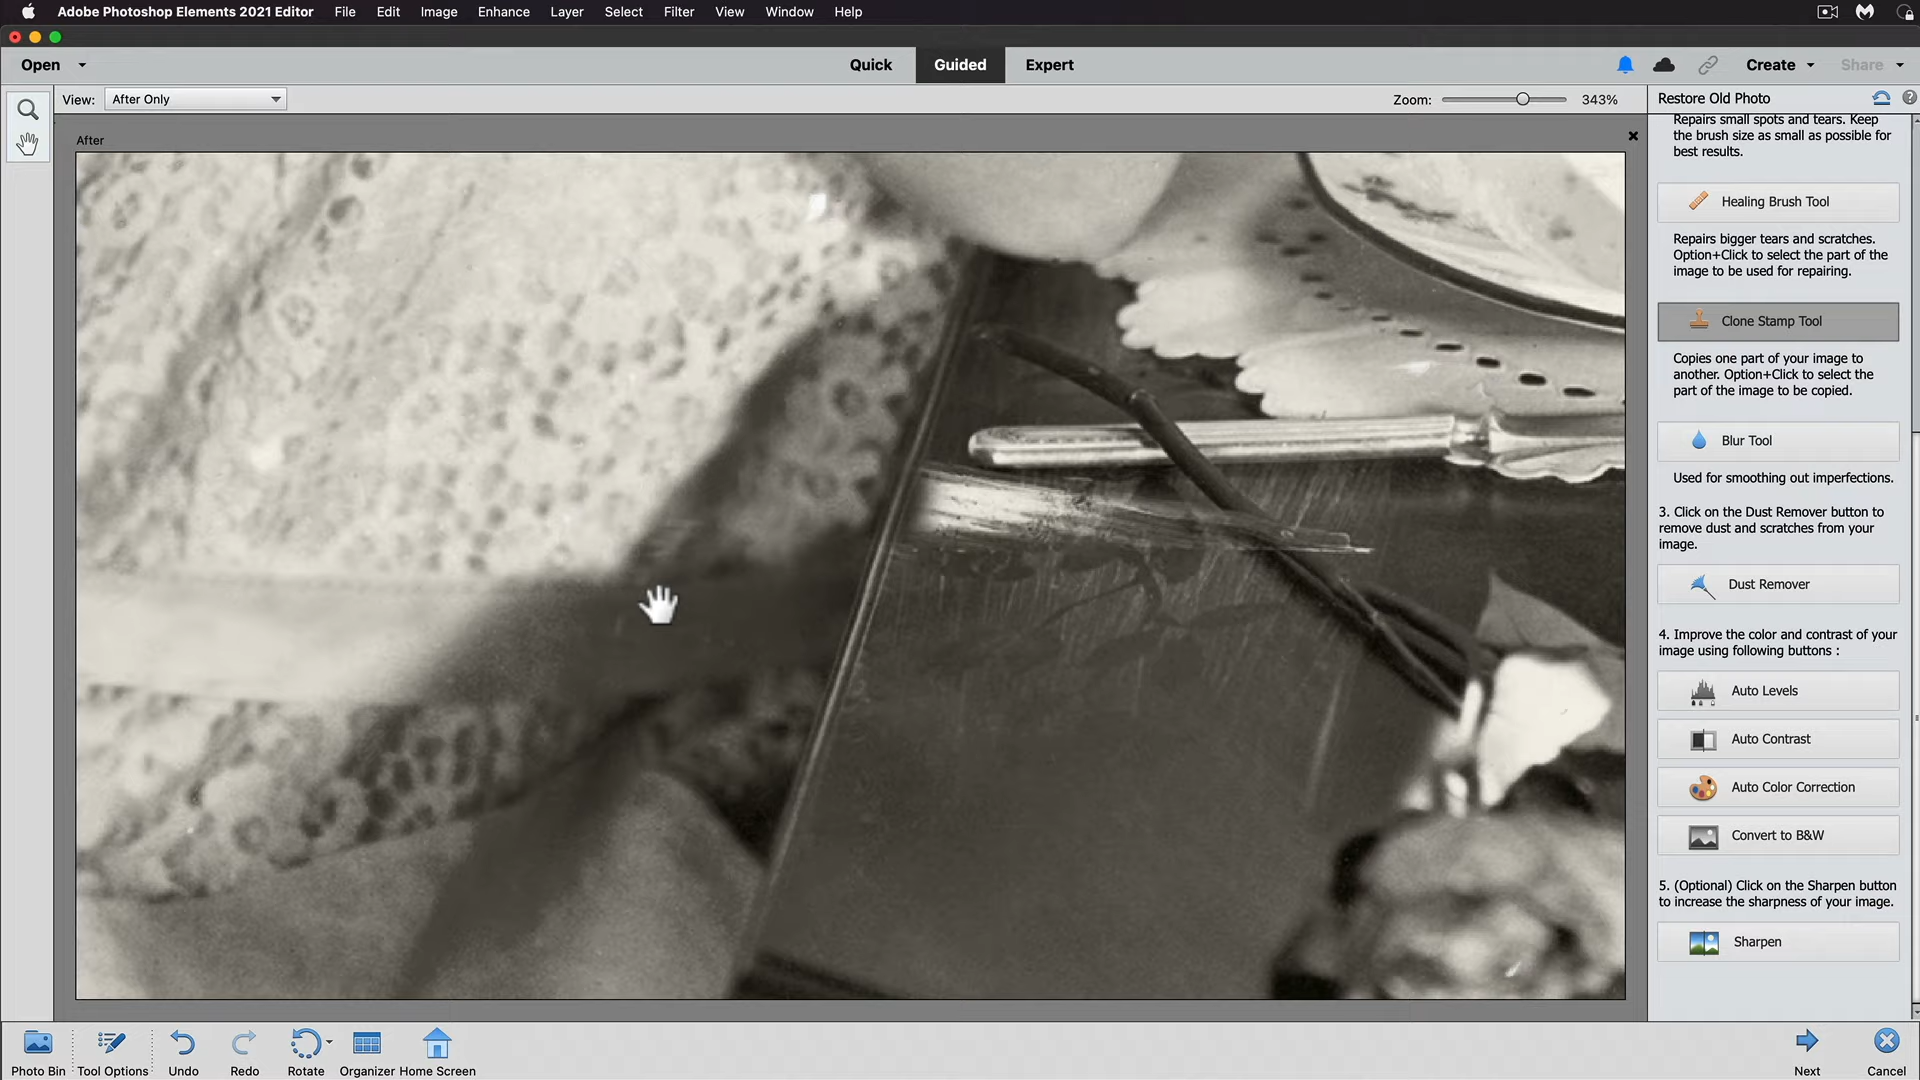 Adobe Photoshop Elements 2021 Editor File Edit Image Enhance Layer Select Filter View Window Help
Open Quick Guided Expert Create Share
View: After Only Zoom: 343% Restore Old Photo
After
Repairs small spots and tears. Keep
the brush size as small as possible for
best results.
Healing Brush Tool
Repairs bigger tears and scratches.
Option+Click to select the part of the
image to be used for repairing.
Clone Stamp Tool
Copies one part of your image to
another. Option+Click to select the
part of the image to be copied.
Blur Tool
Used for smoothing out imperfections.
3. Click on the Dust Remover button to
remove dust and scratches from your
image.
Dust Remover
4. Improve the color and contrast of your
image using following buttons :
Auto Levels
Auto Contrast
Auto Color Correction
Convert to B&W
5. (Optional) Click on the Sharpen button
to increase the sharpness of your image.
Sharpen
Photo Bin Tool Options Undo Redo Rotate Organizer Home Screen Next Cancel